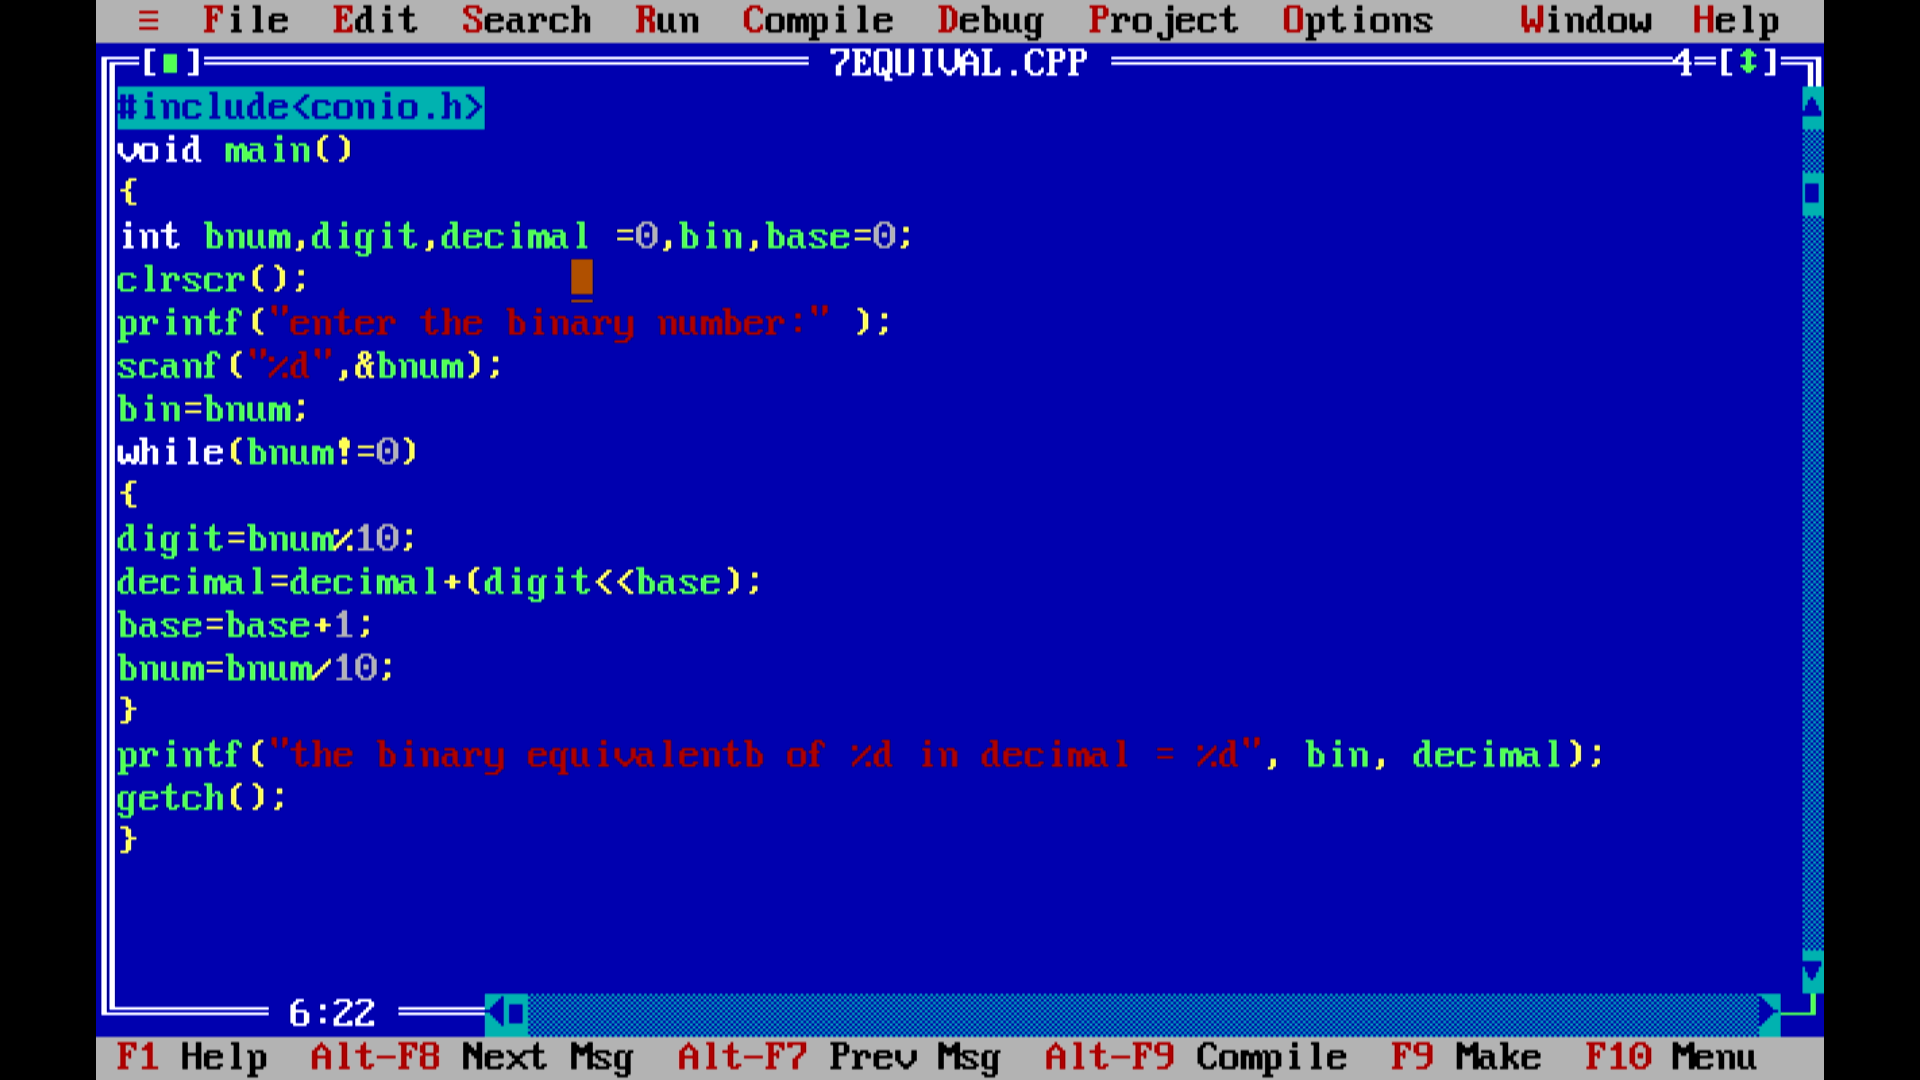 ≡ File Edit Search Run Compile Debug Project Options Window Help
[■] 7EQUIVAL.CPP 4=[↕]
#include<conio.h>
void main()
{
int bnum,digit,decimal =0,bin,base=0;
clrscr();
printf("enter the binary number:" );
scanf("%d",&bnum);
bin=bnum;
while(bnum!=0)
{
digit=bnum%10;
decimal=decimal+(digit<<base);
base=base+1;
bnum=bnum/10;
}
printf("the binary equivalentb of %d in decimal = %d", bin, decimal);
getch();
}
6:22
F1 Help Alt-F8 Next Msg Alt-F7 Prev Msg Alt-F9 Compile F9 Make F10 Menu